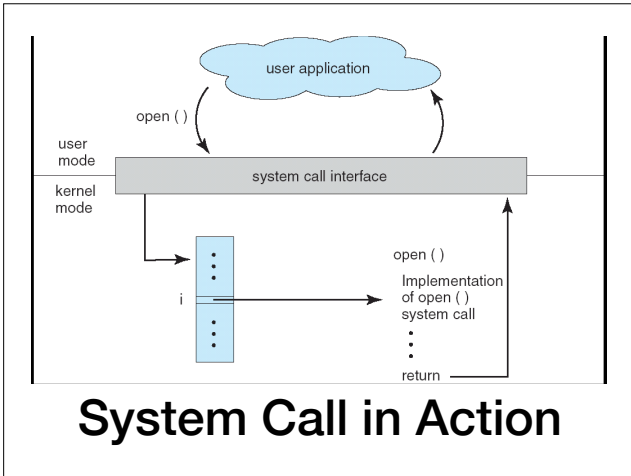 user application
open ( )
user
mode
system call interface
kernel
mode
open ( )
Implementation
of open ( )
system call
i
return
System Call in Action